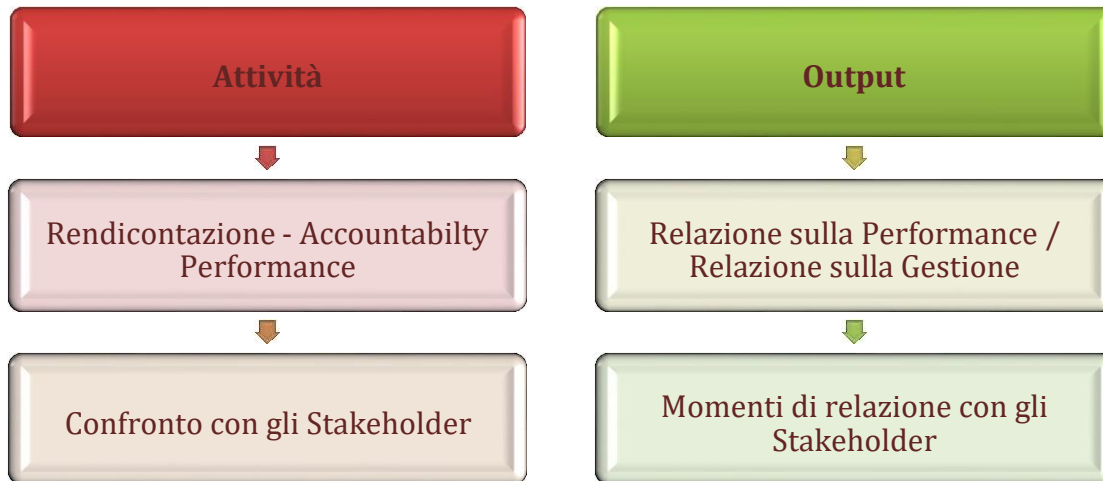 Attività
Output
Rendicontazione - Accountabilty
Performance
Relazione sulla Performance /
Relazione sulla Gestione
Confronto con gli Stakeholder
Momenti di relazione con gli
Stakeholder